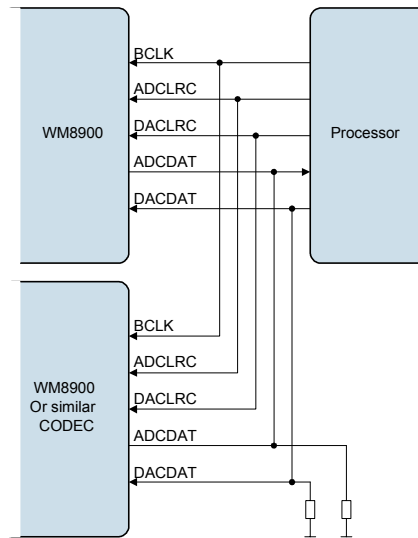 BCLK
ADCLRC
WM8900
DACLRC
Processor
ADCDAT
DACDAT
BCLK
ADCLRC
WM8900
Or similar
CODEC
DACLRC
ADCDAT
DACDAT